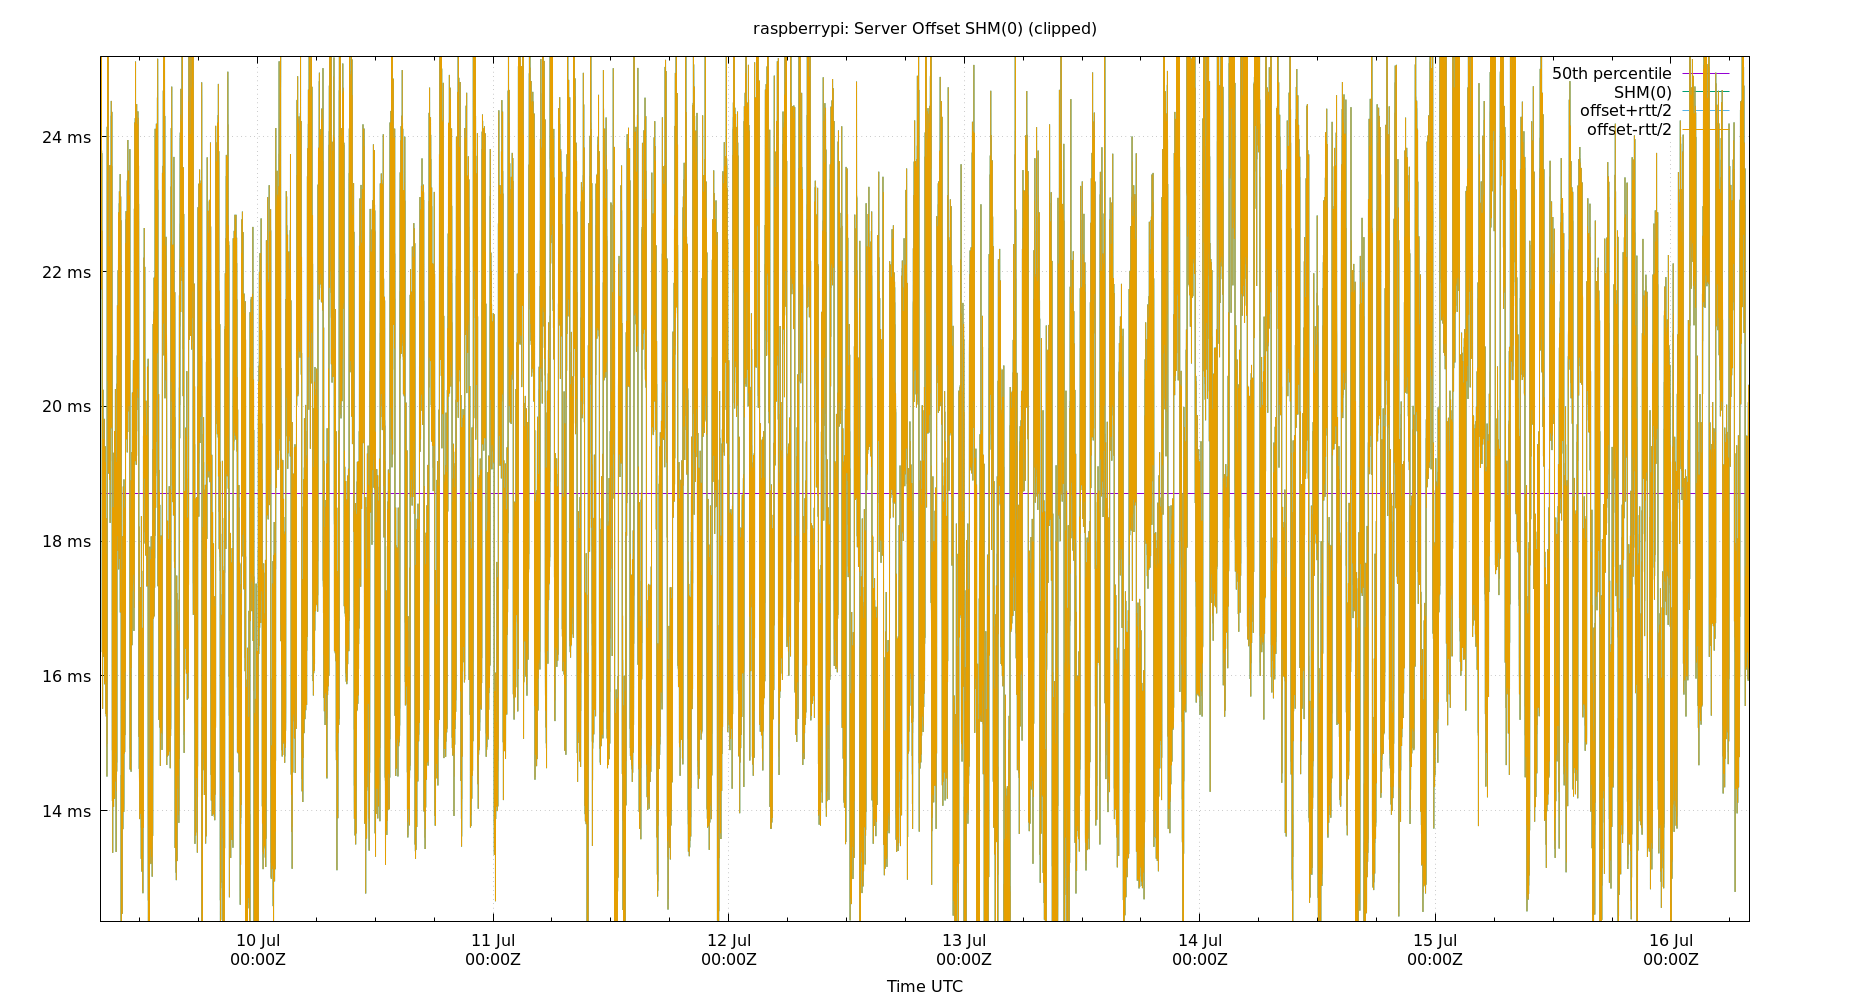 raspberrypi: Server Offset SHM(0) (clipped)
50th percentile
SHM(0)
offset+rtt/2
offset-rtt/2
24 ms
22 ms
20 ms
18 ms
16 ms
14 ms
10 Jul 11 Jul 12 Jul 13 Jul 14 Jul 15 Jul 16 Jul
00:00Z 00:00Z 00:00Z 00:00Z 00:00Z 00:00Z 00:00Z
Time UTC